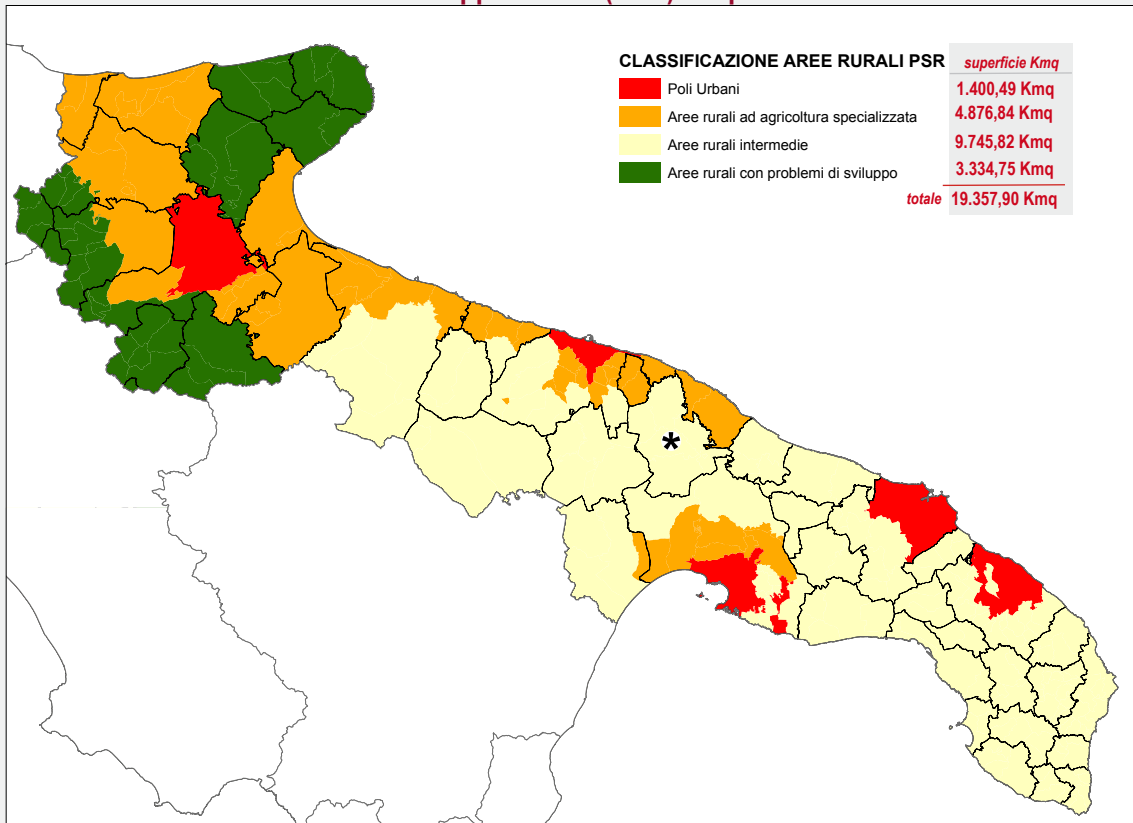 CLASSIFICAZIONE AREE RURALI PSR superficie Kmq
Poli Urbani 1.400,49 Kmq
Aree rurali ad agricoltura specializzata 4.876,84 Kmq
Aree rurali intermedie 9.745,82 Kmq
Aree rurali con problemi di sviluppo 3.334,75 Kmq
totale 19.357,90 Kmq
*